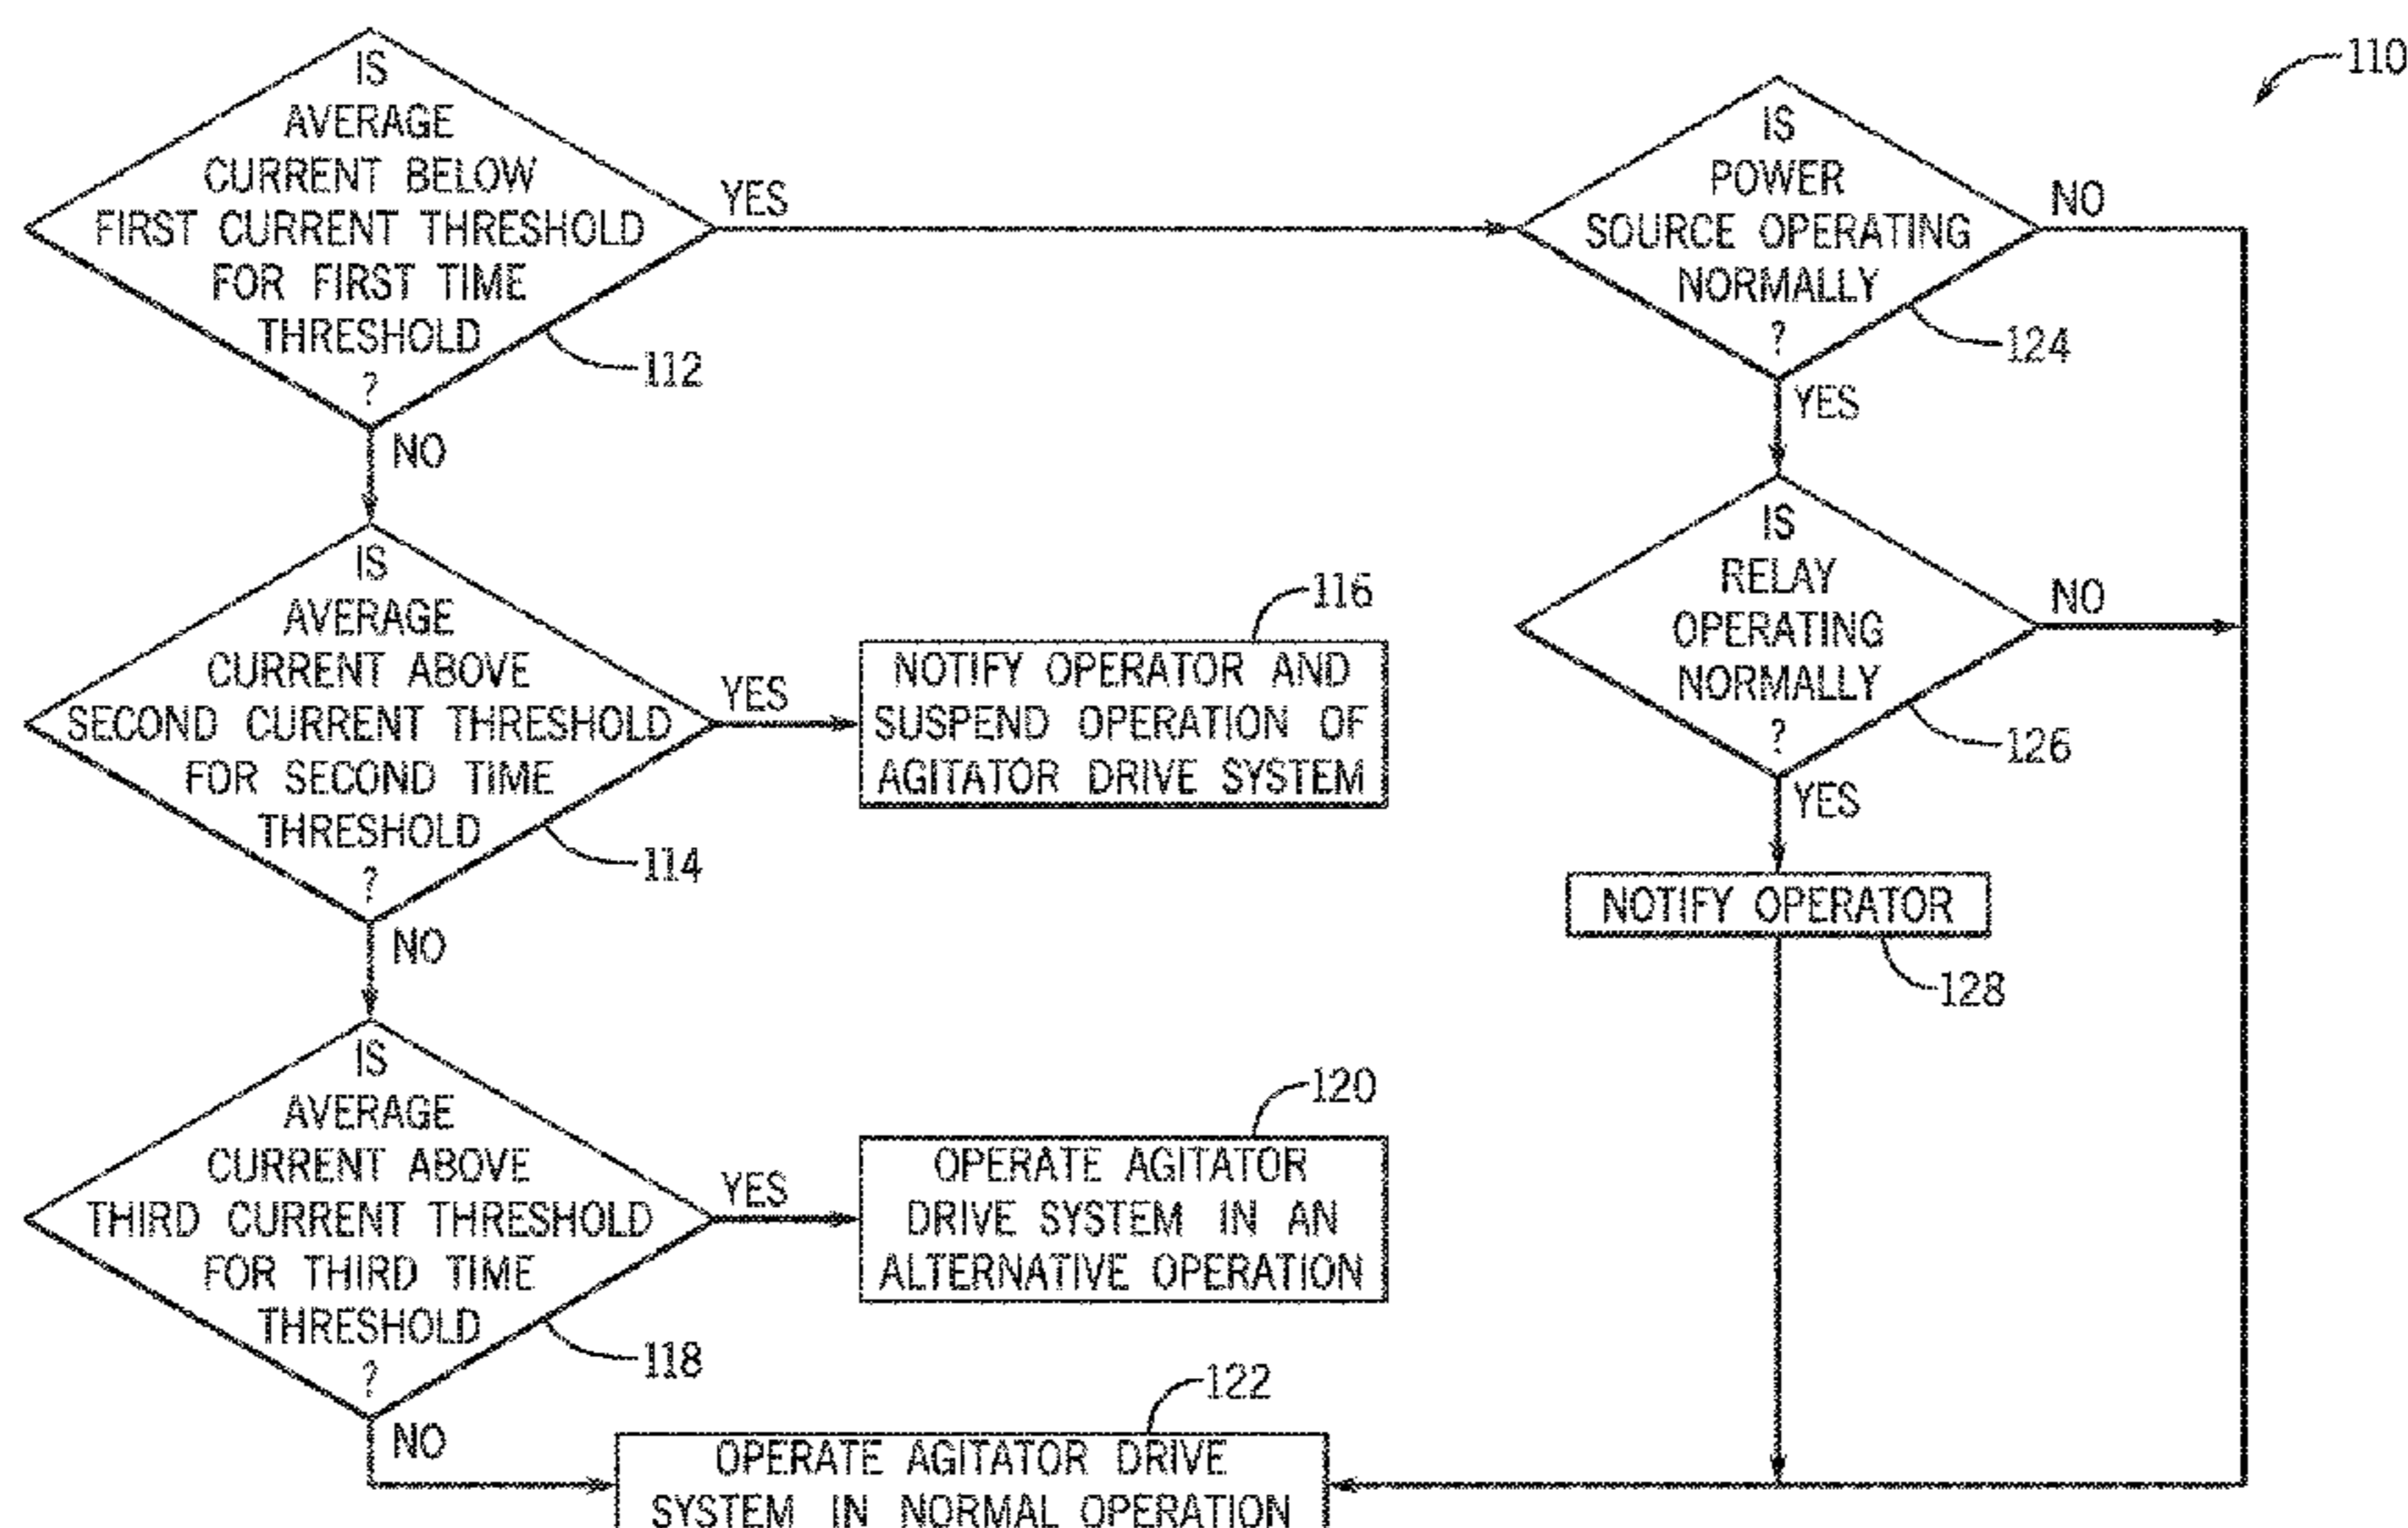 110
IS
AVERAGE
CURRENT BELOW
FIRST CURRENT THRESHOLD
FOR FIRST TIME
THRESHOLD
?
112
YES
NO
IS
POWER
SOURCE OPERATING
NORMALLY
?
124
NO
YES
IS
AVERAGE
CURRENT ABOVE
SECOND CURRENT THRESHOLD
FOR SECOND TIME
THRESHOLD
?
114
YES
NO
116
NOTIFY OPERATOR AND
SUSPEND OPERATION OF
AGITATOR DRIVE SYSTEM
IS
RELAY
OPERATING
NORMALLY
?
126
NO
YES
NOTIFY OPERATOR
128
IS
AVERAGE
CURRENT ABOVE
THIRD CURRENT THRESHOLD
FOR THIRD TIME
THRESHOLD
?
118
YES
NO
120
OPERATE AGITATOR
DRIVE SYSTEM IN AN
ALTERNATIVE OPERATION
122
OPERATE AGITATOR DRIVE
SYSTEM IN NORMAL OPERATION